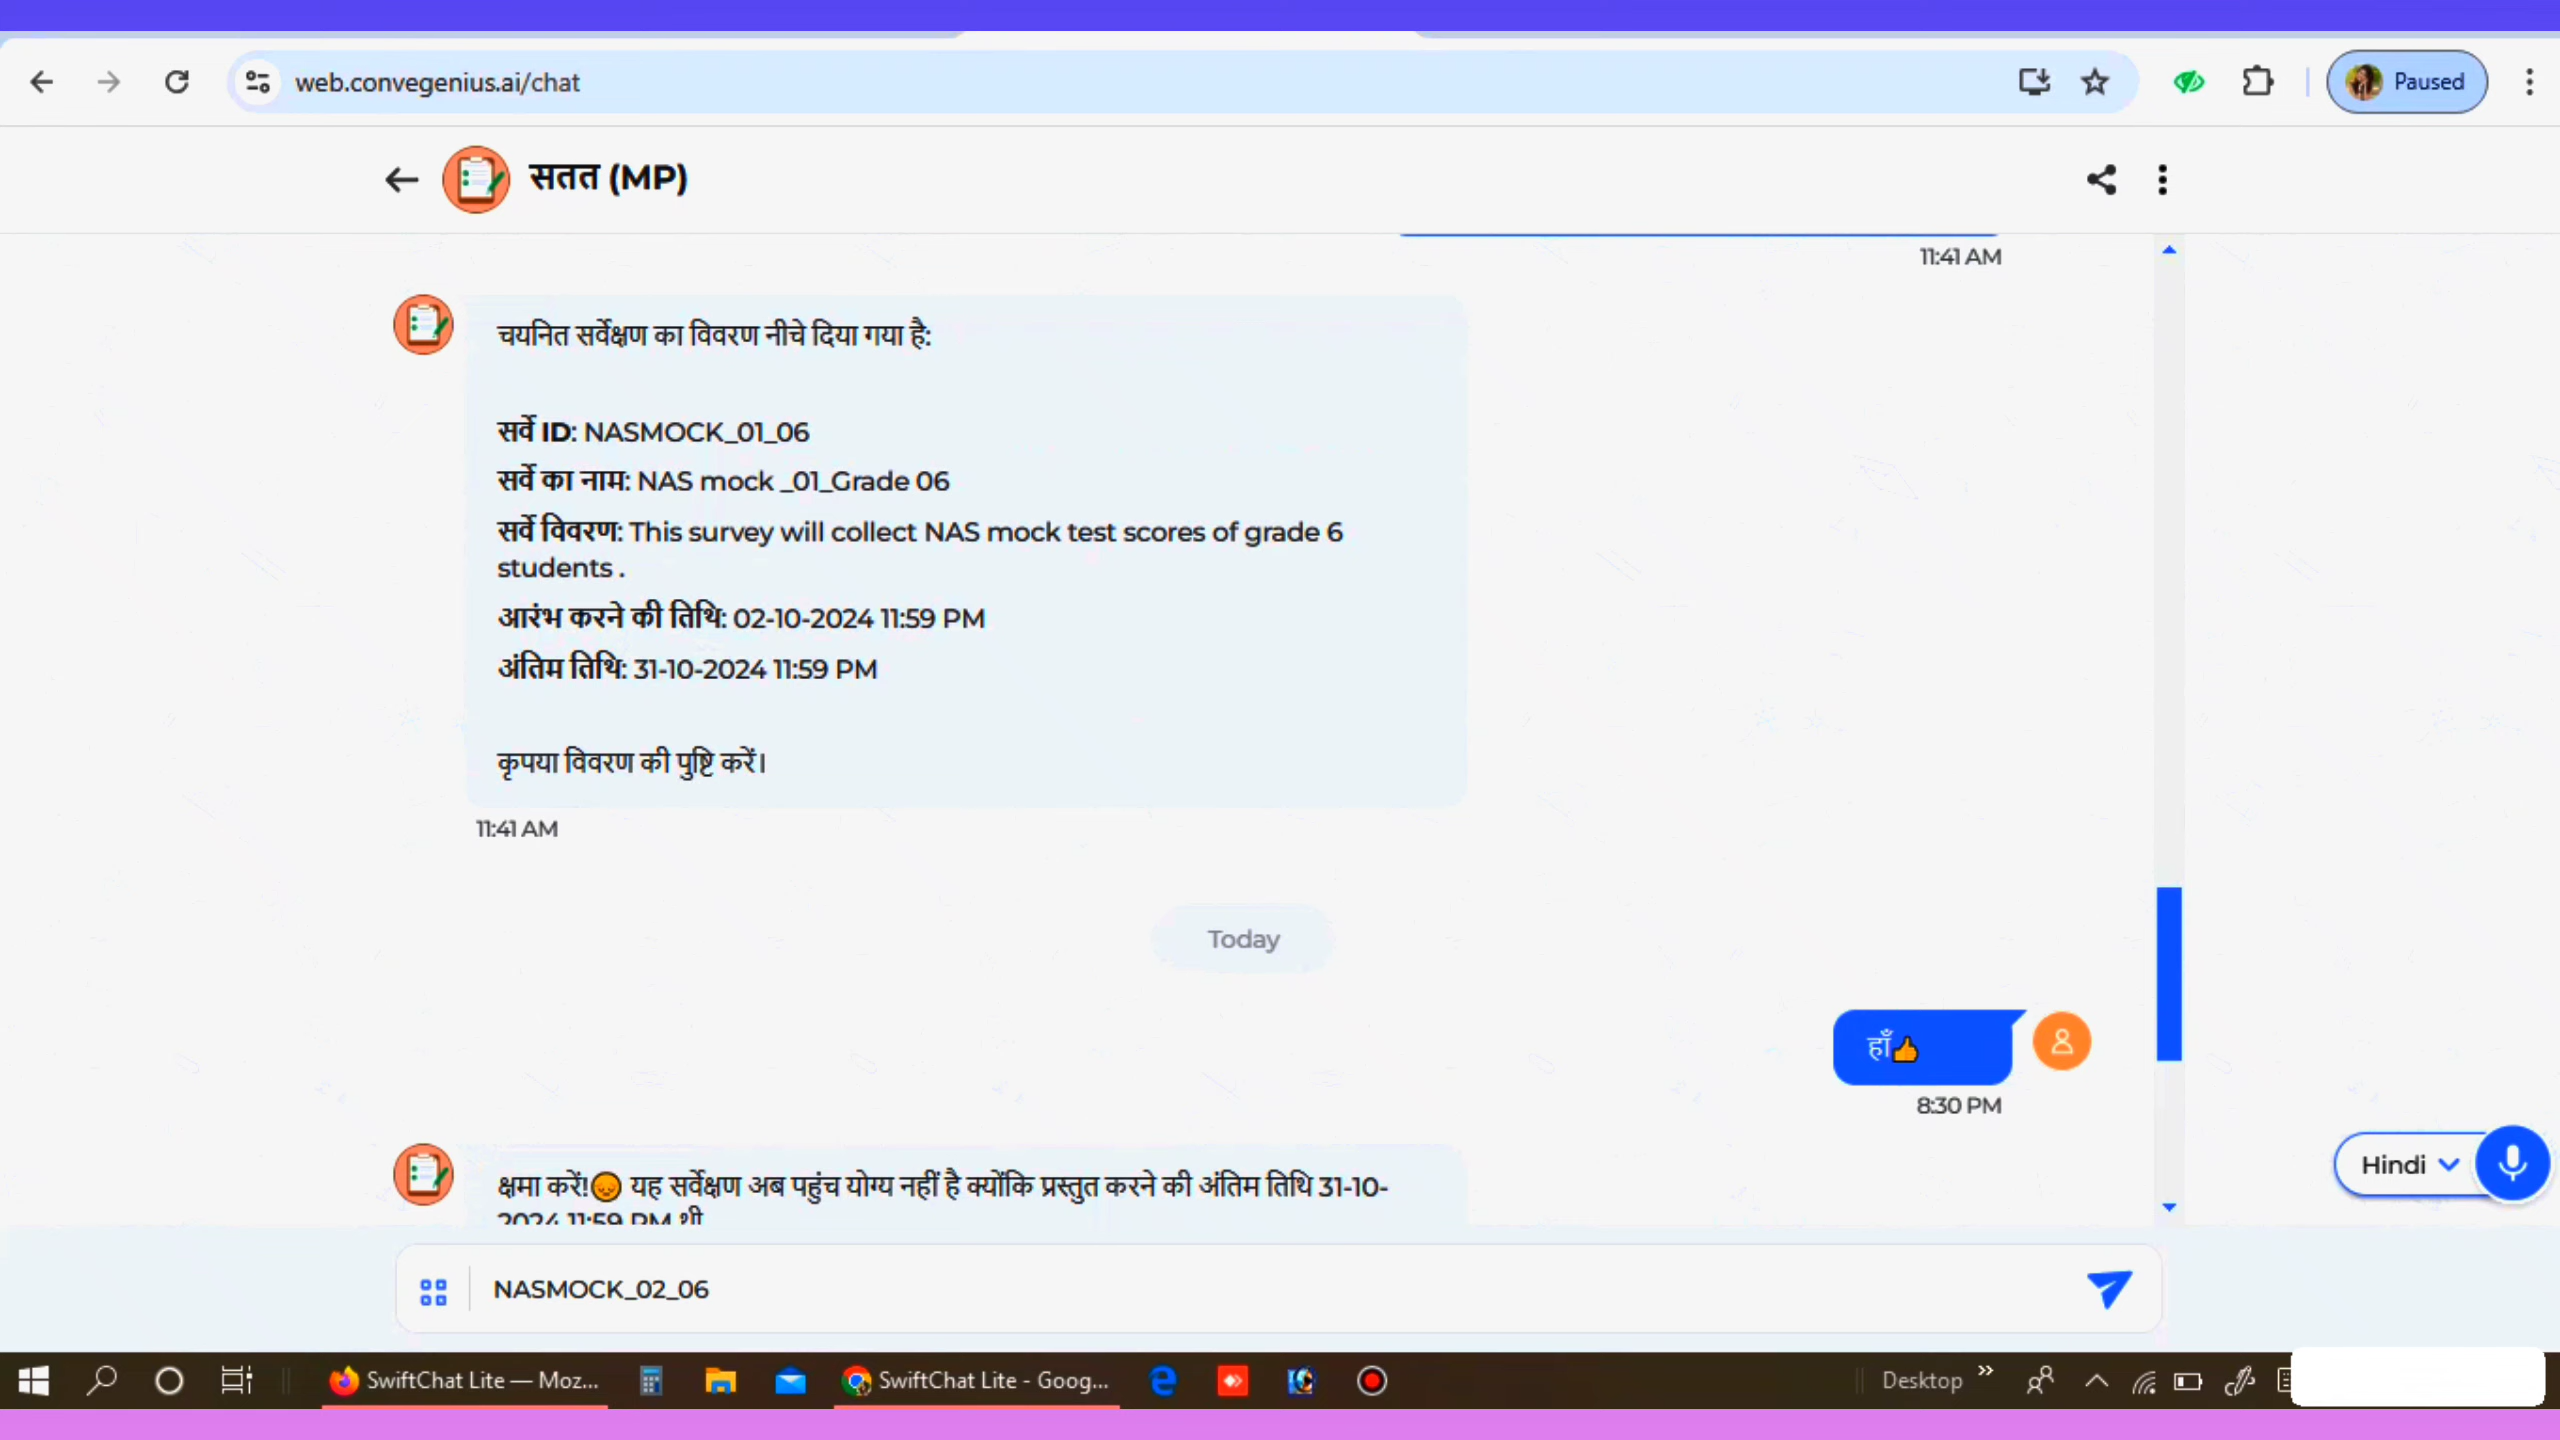 web.convegenius.ai/chat
Paused
सतत (MP)
11:41 AM
चयनित सर्वेक्षण का विवरण नीचे दिया गया है:
सर्वे ID: NASMOCK_01_06
सर्वे का नाम: NAS mock _01_Grade 06
सर्वे विवरण: This survey will collect NAS mock test scores of grade 6
students .
आरंभ करने की तिथि: 02-10-2024 11:59 PM
अंतिम तिथि: 31-10-2024 11:59 PM
कृपया विवरण की पुष्टि करें।
11:41 AM
Today
हाँ👍
8:30 PM
Hindi
क्षमा करें!😞 यह सर्वेक्षण अब पहुंच योग्य नहीं है क्योंकि प्रस्तुत करने की अंतिम तिथि 31-10-
2024 11:59 PM थी
NASMOCK_02_06
SwiftChat Lite — Moz...
SwiftChat Lite - Goog...
Desktop